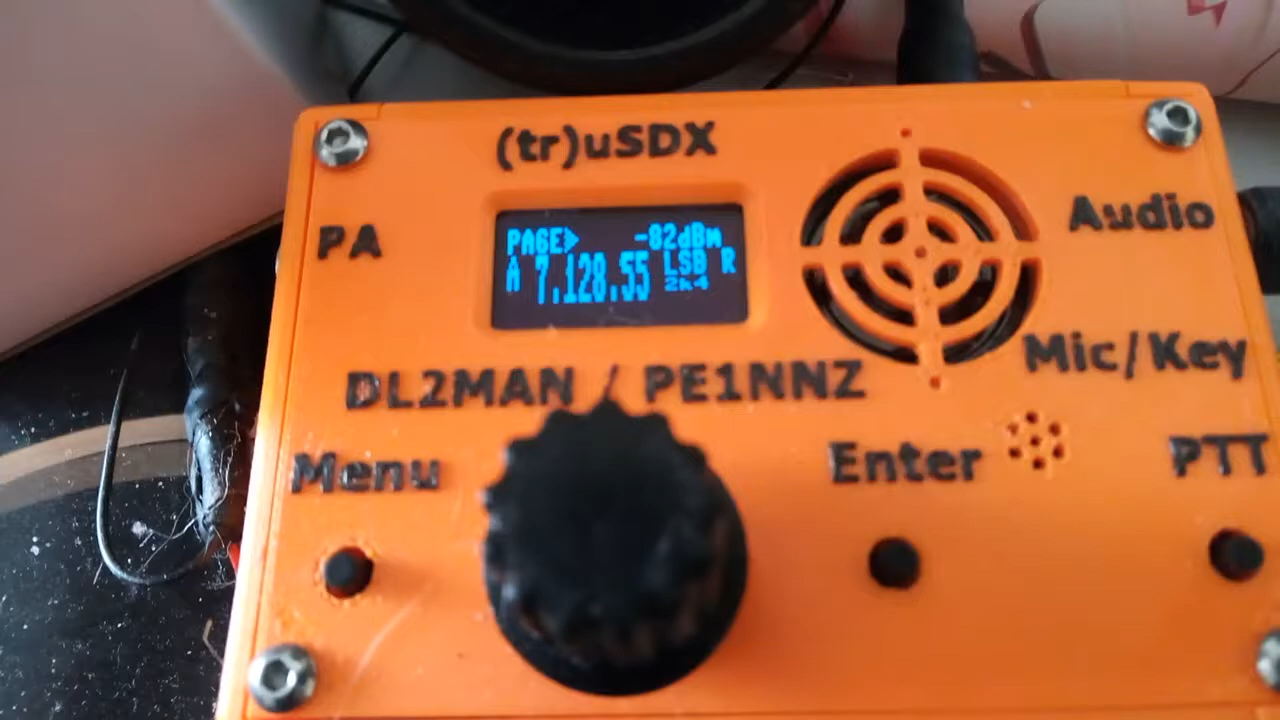 (tr)uSDX
PA
Audio
PAGE -82dBm
A 7.128.55 LSB R
2k4
Mic/Key
DL2MAN / PE1NNZ
Menu
Enter
PTT